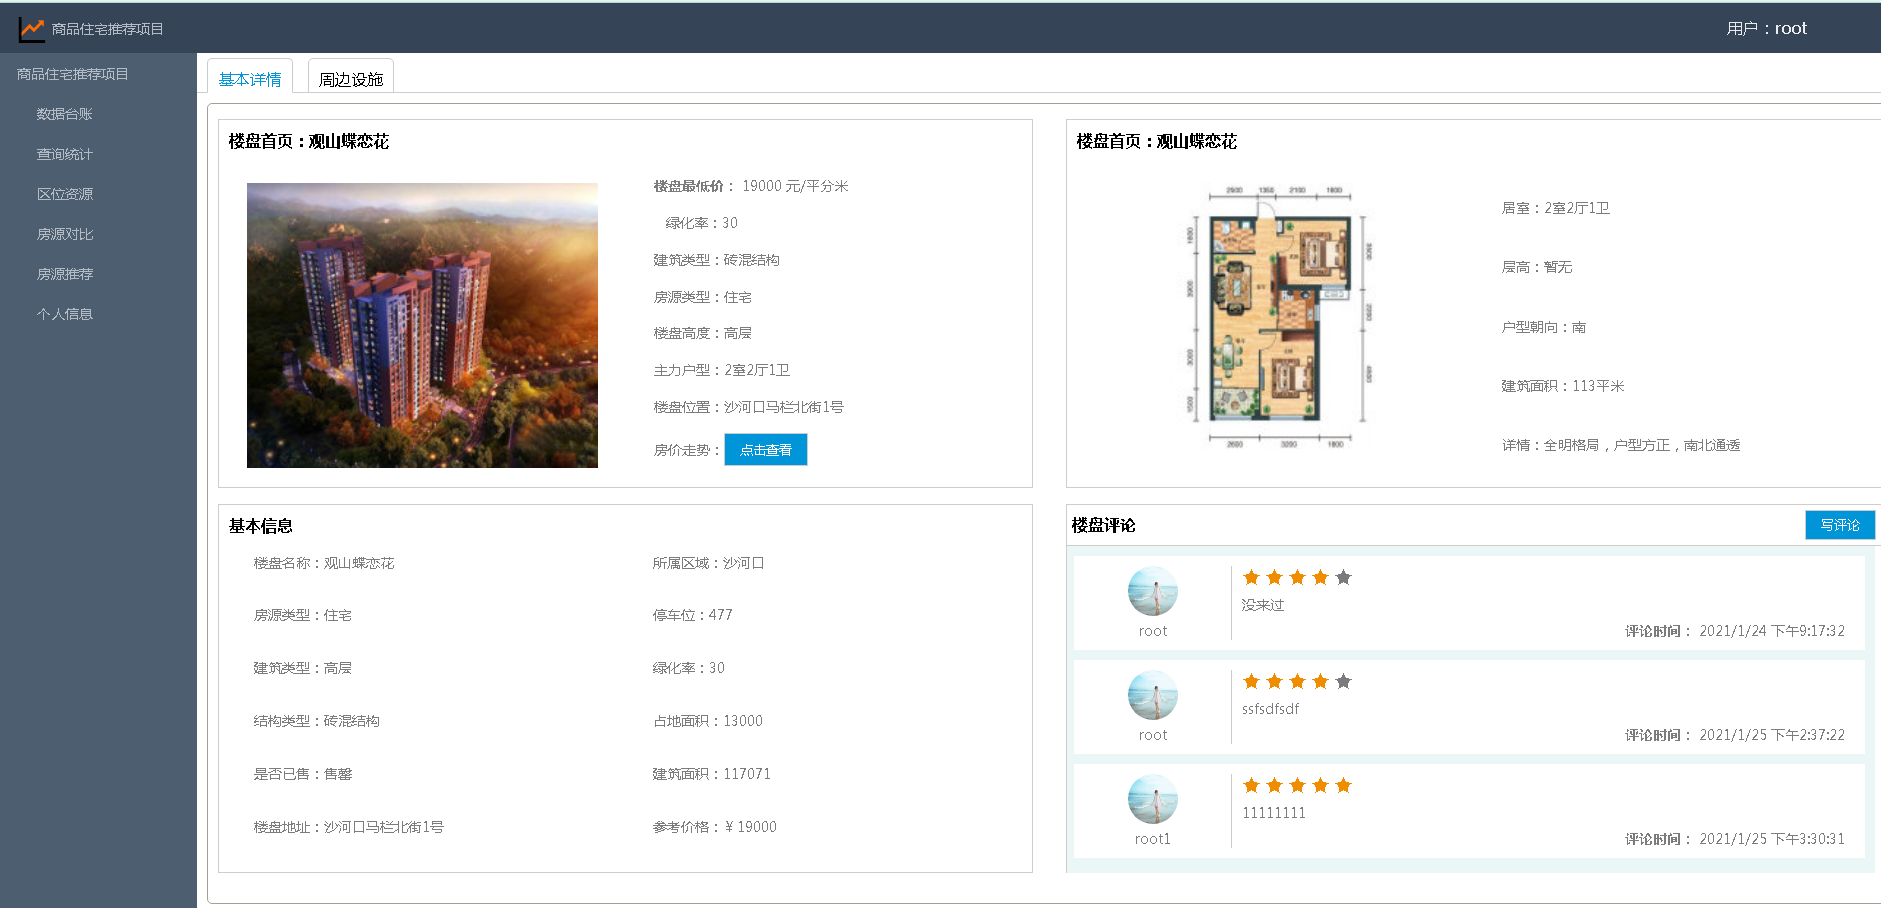 商品住宅推荐项目
用户：root
商品住宅推荐项目
数据台账
查询统计
区位资源
房源对比
房源推荐
个人信息
基本详情
周边设施
楼盘首页：观山蝶恋花
楼盘最低价： 19000 元/平分米
绿化率：30
建筑类型：砖混结构
房源类型：住宅
楼盘高度：高层
主力户型：2室2厅1卫
楼盘位置：沙河口马栏北街1号
房价走势：点击查看
楼盘首页：观山蝶恋花
2900 1350 2100 1800
居室：2室2厅1卫
层高：暂无
户型朝向：南
建筑面积：113平米
详情：全明格局，户型方正，南北通透
基本信息
楼盘名称：观山蝶恋花
所属区域：沙河口
房源类型：住宅
停车位：477
建筑类型：高层
绿化率：30
结构类型：砖混结构
占地面积：13000
是否已售：售罄
建筑面积：117071
楼盘地址：沙河口马栏北街1号
参考价格：¥ 19000
楼盘评论
写评论
root
没来过
评论时间： 2021/1/24 下午9:17:32
root
ssfsdfsdf
评论时间： 2021/1/25 下午2:37:22
root1
11111111
评论时间： 2021/1/25 下午3:30:31